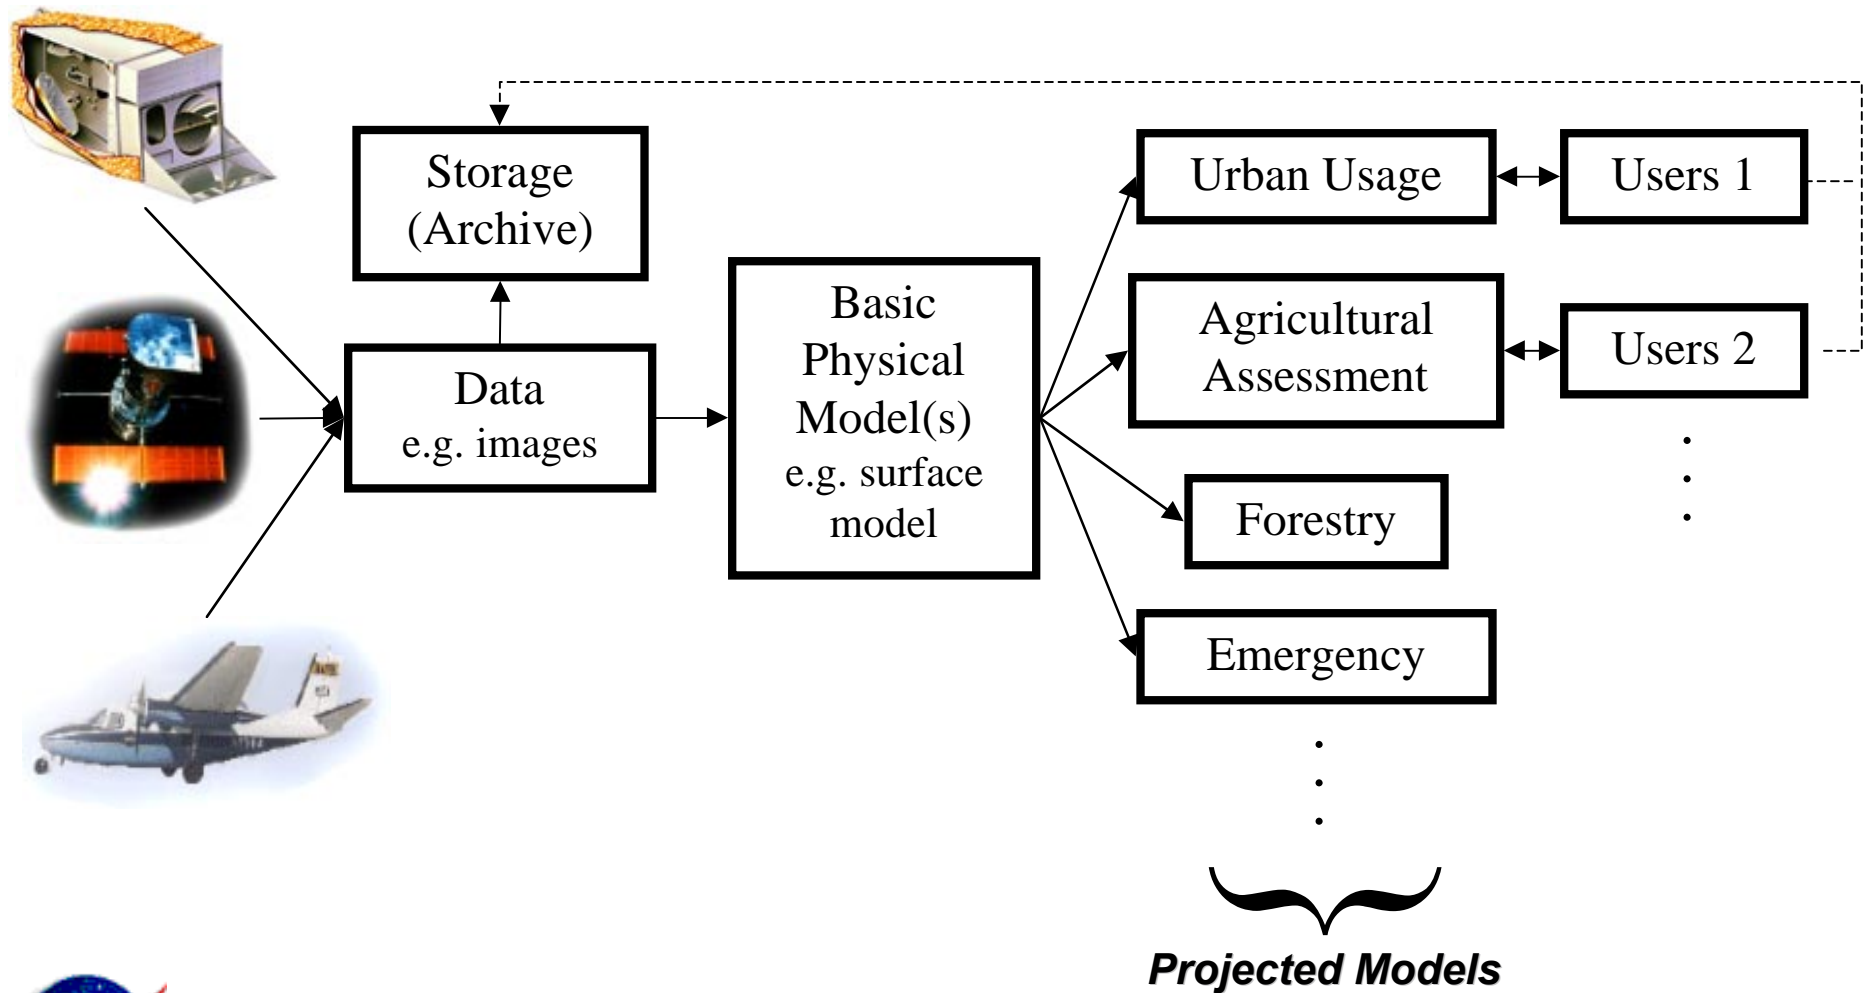 Storage
(Archive)
Data
e.g. images
Basic
Physical
Model(s)
e.g. surface
model
Urban Usage
Users 1
Agricultural
Assessment
Users 2
Forestry
Emergency
Projected Models